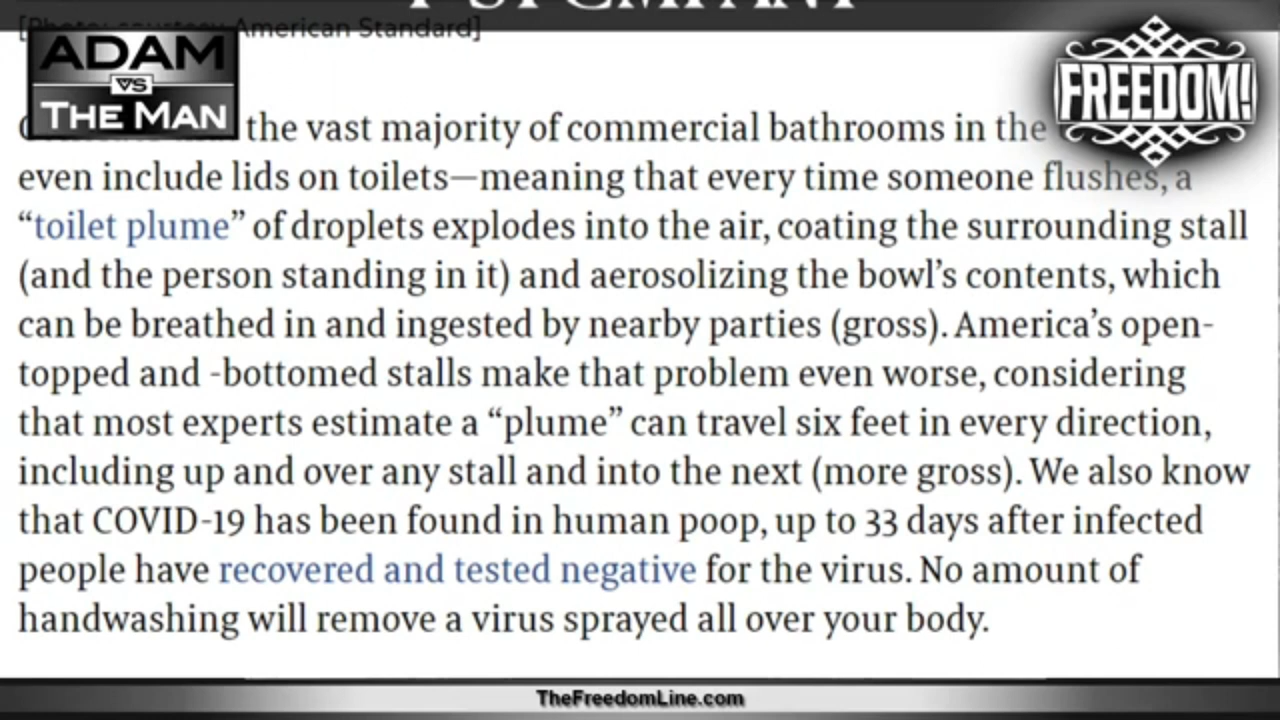 [Photo: courtesy American Standard]
ADAM
VS
THE MAN
FREEDOM!
the vast majority of commercial bathrooms in the
even include lids on toilets—meaning that every time someone flushes, a
“toilet plume” of droplets explodes into the air, coating the surrounding stall
(and the person standing in it) and aerosolizing the bowl’s contents, which
can be breathed in and ingested by nearby parties (gross). America’s open-
topped and -bottomed stalls make that problem even worse, considering
that most experts estimate a “plume” can travel six feet in every direction,
including up and over any stall and into the next (more gross). We also know
that COVID-19 has been found in human poop, up to 33 days after infected
people have recovered and tested negative for the virus. No amount of
handwashing will remove a virus sprayed all over your body.
TheFreedomLine.com